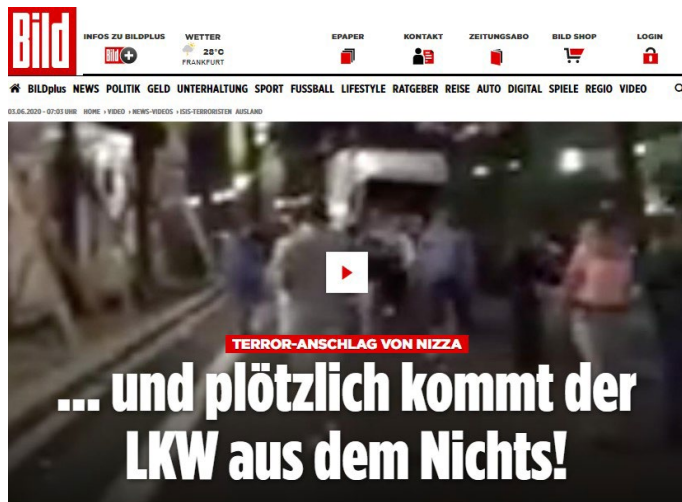 Bild
INFOS ZU BILDPLUS
Bild+
WETTER
28°C
FRANKFURT
EPAPER
KONTAKT
ZEITUNGSABO
BILD SHOP
LOGIN
BILDplus NEWS POLITIK GELD UNTERHALTUNG SPORT FUSSBALL LIFESTYLE RATGEBER REISE AUTO DIGITAL SPIELE REGIO VIDEO
03.06.2020 - 07:03 UHR HOME › VIDEO › NEWS-VIDEOS › ISIS-TERRORISTEN AUSLAND
TERROR-ANSCHLAG VON NIZZA
... und plötzlich kommt der
LKW aus dem Nichts!